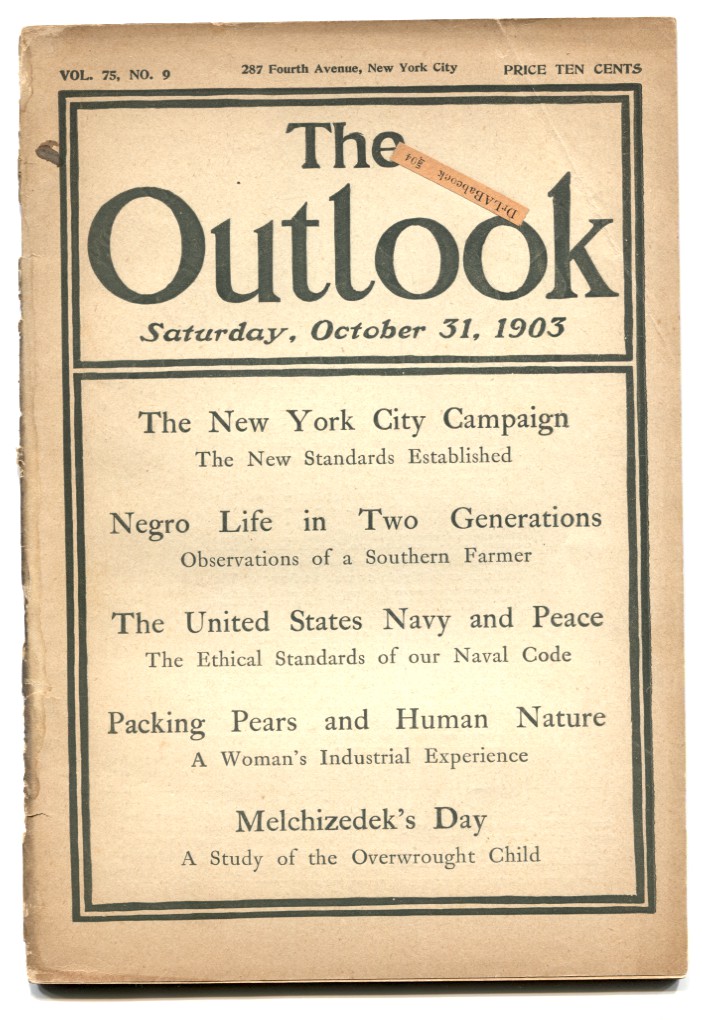 VOL. 75, NO. 9
287 Fourth Avenue, New York City
PRICE TEN CENTS
The
DrLABabcock
804
Outlook
Saturday, October 31, 1903
The New York City Campaign
The New Standards Established
Negro Life in Two Generations
Observations of a Southern Farmer
The United States Navy and Peace
The Ethical Standards of our Naval Code
Packing Pears and Human Nature
A Woman's Industrial Experience
Melchizedek's Day
A Study of the Overwrought Child